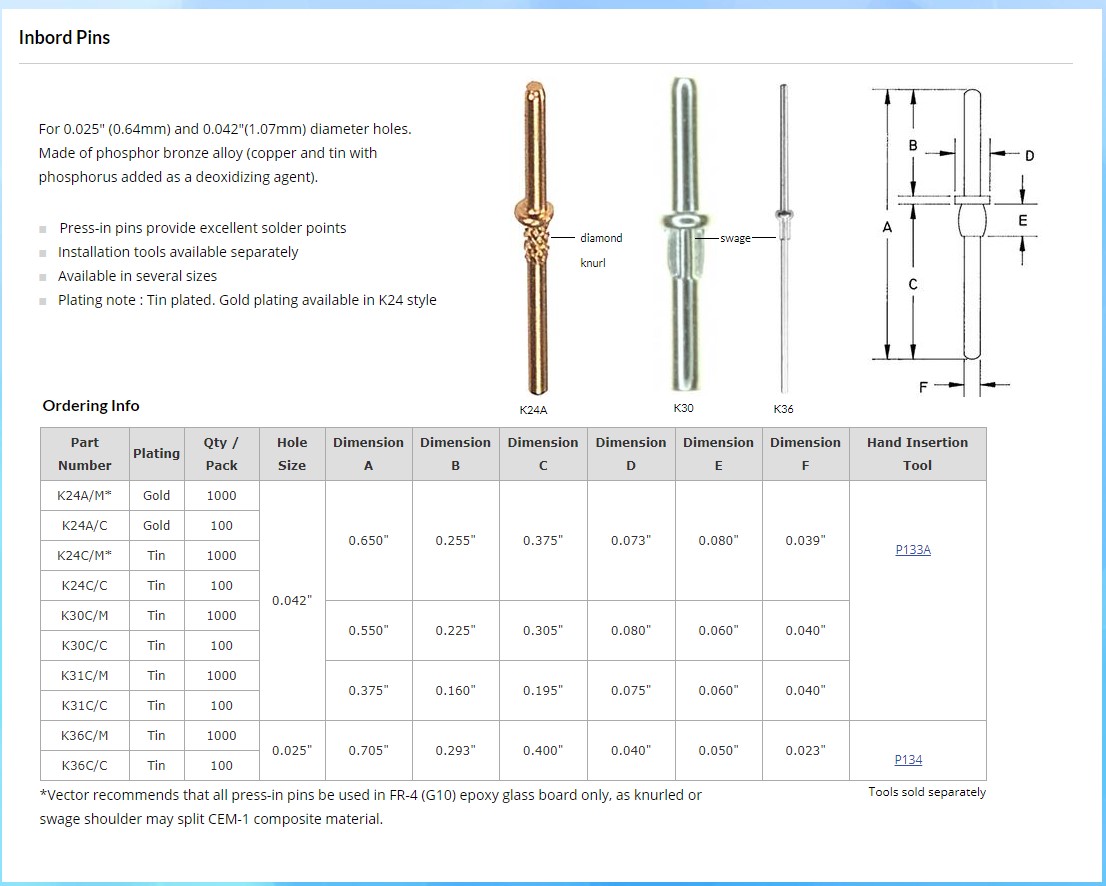 Inbord Pins
For 0.025" (0.64mm) and 0.042"(1.07mm) diameter holes.
Made of phosphor bronze alloy (copper and tin with
phosphorus added as a deoxidizing agent).
Press-in pins provide excellent solder points
Installation tools available separately
Available in several sizes
Plating note : Tin plated. Gold plating available in K24 style
diamond
knurl
swage
K24A
K30
K36
A
B
C
D
E
F
Ordering Info
Part Number Plating Qty / Pack Hole Size Dimension A Dimension B Dimension C Dimension D Dimension E Dimension F Hand Insertion Tool
K24A/M* Gold 1000
K24A/C Gold 100
0.650" 0.255" 0.375" 0.073" 0.080" 0.039" P133A
K24C/M* Tin 1000
K24C/C Tin 100
0.042"
K30C/M Tin 1000
0.550" 0.225" 0.305" 0.080" 0.060" 0.040"
K30C/C Tin 100
K31C/M Tin 1000
0.375" 0.160" 0.195" 0.075" 0.060" 0.040"
K31C/C Tin 100
K36C/M Tin 1000
0.025" 0.705" 0.293" 0.400" 0.040" 0.050" 0.023" P134
K36C/C Tin 100
*Vector recommends that all press-in pins be used in FR-4 (G10) epoxy glass board only, as knurled or
swage shoulder may split CEM-1 composite material.
Tools sold separately